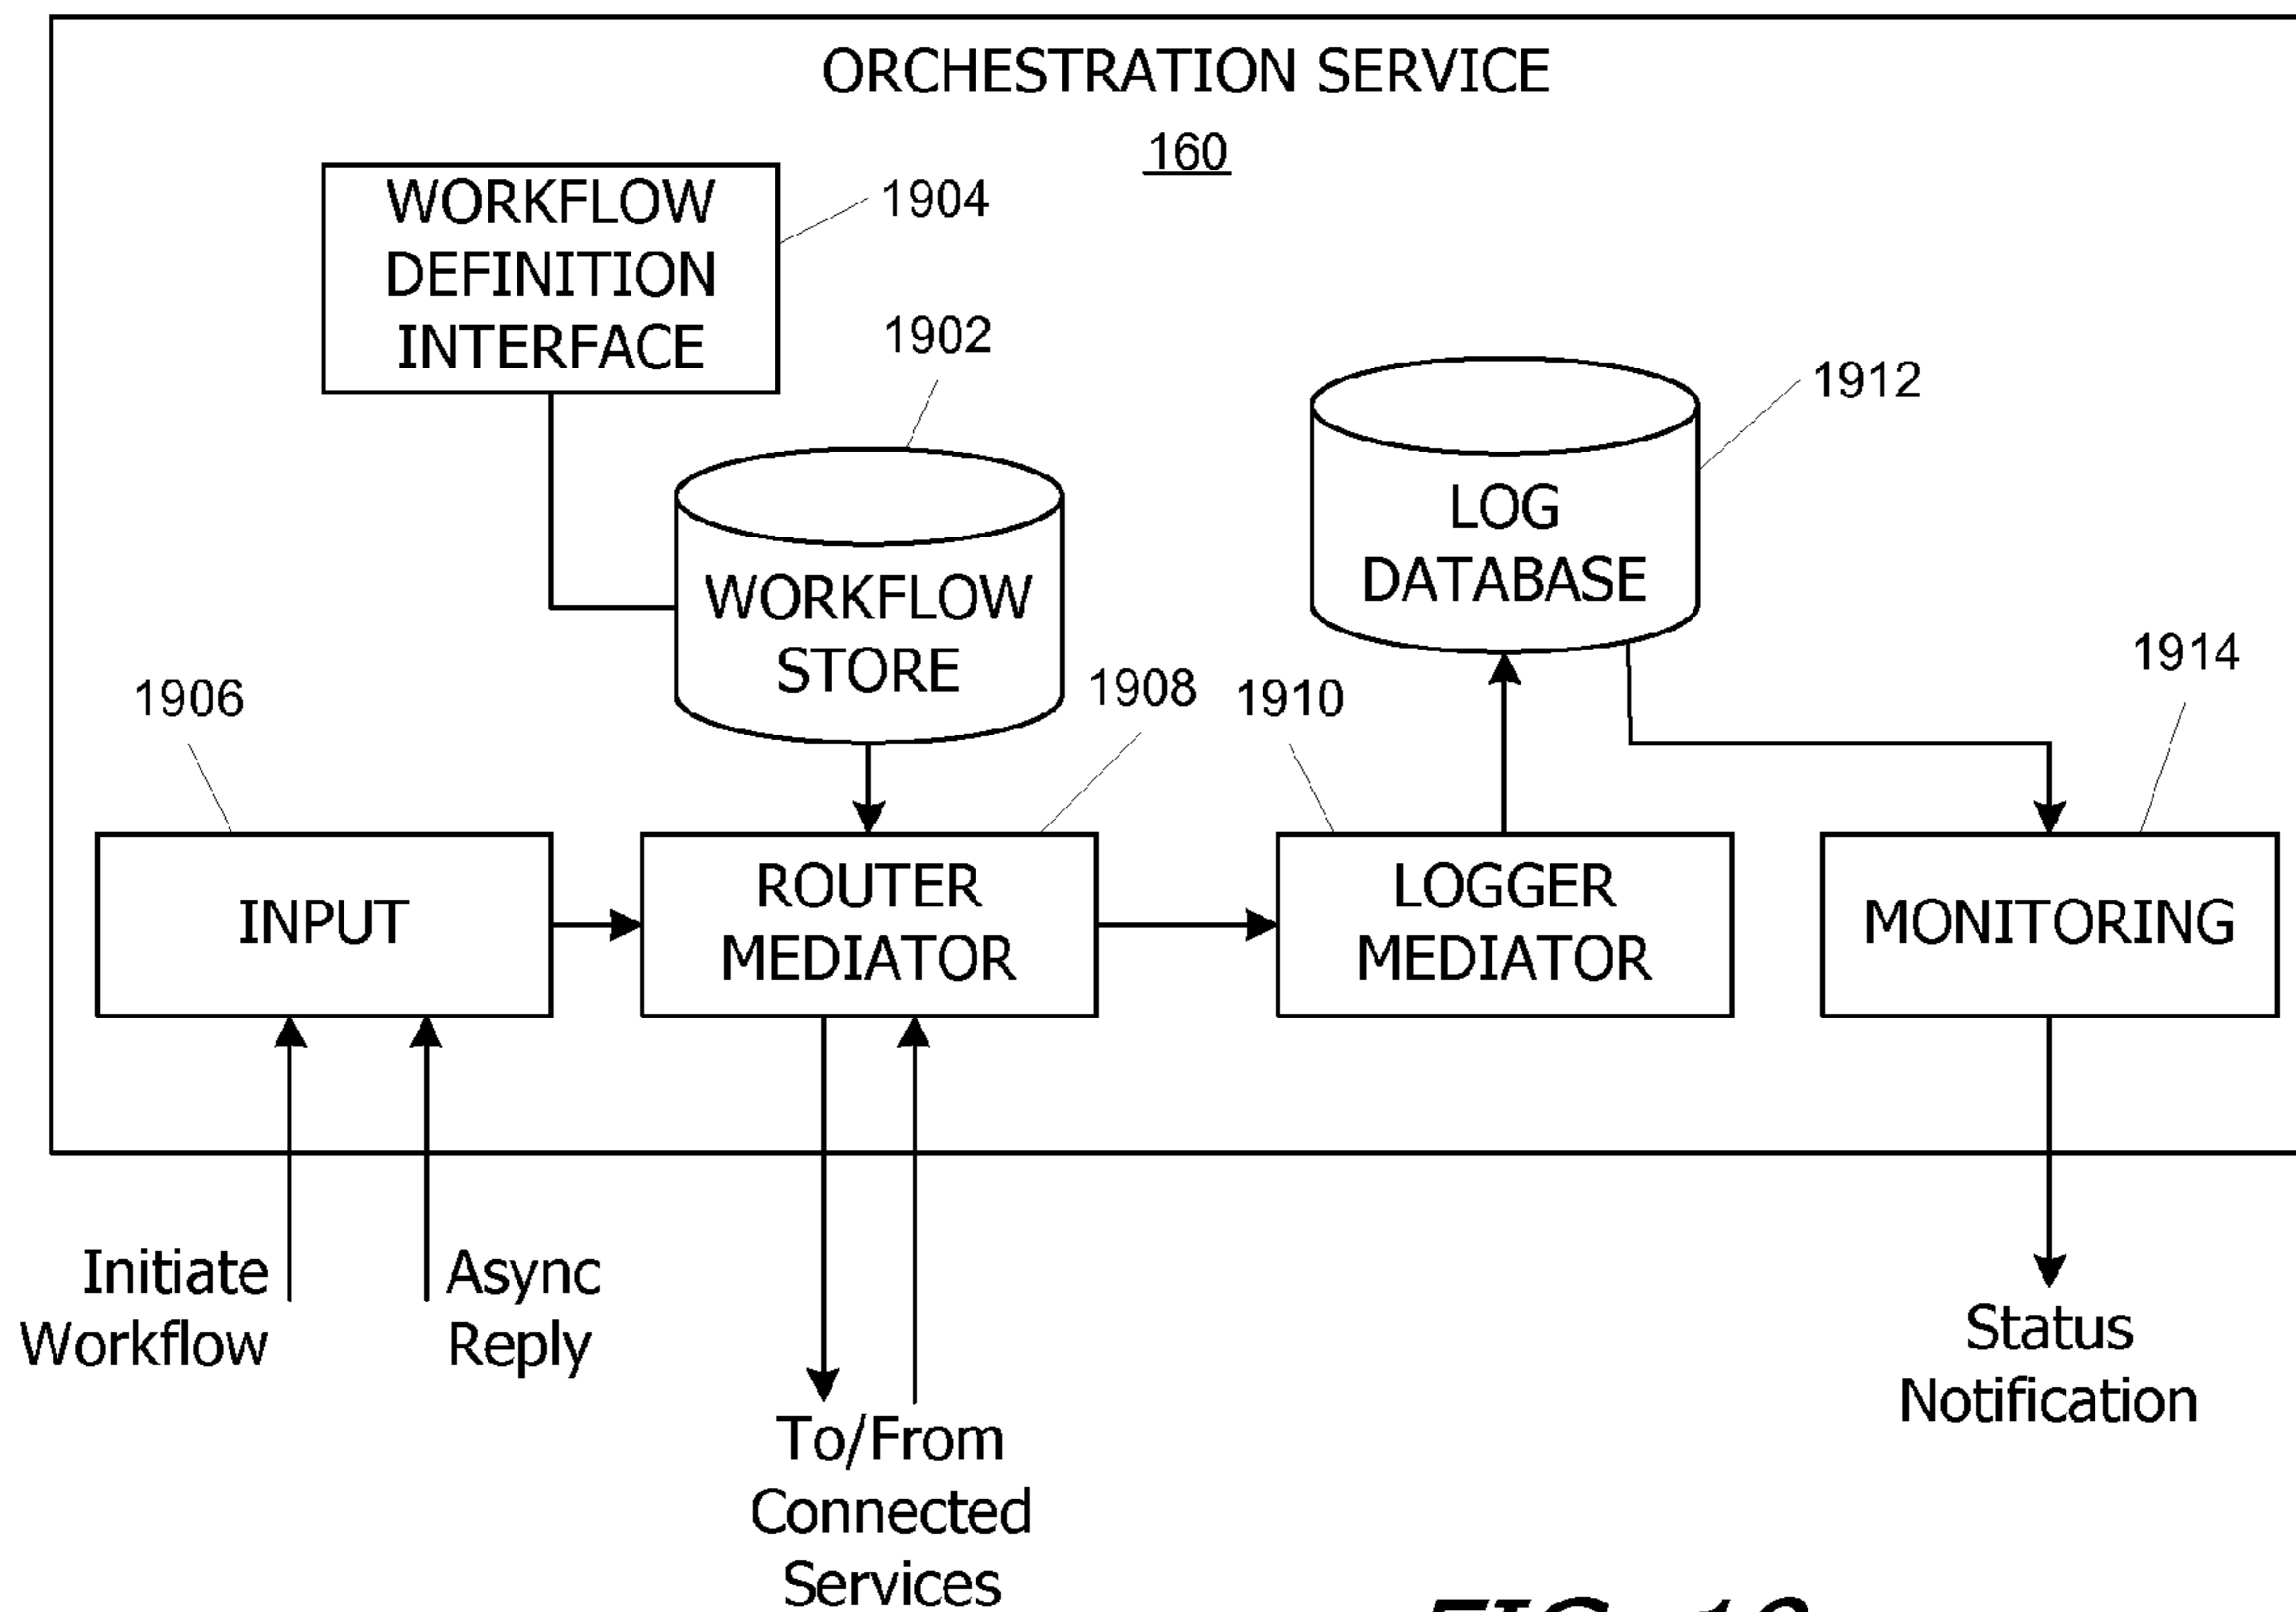 ORCHESTRATION SERVICE
160
WORKFLOW
DEFINITION
INTERFACE
1904
1902
WORKFLOW
STORE
LOG
DATABASE
1912
1906
1908
1910
1914
INPUT
ROUTER
MEDIATOR
LOGGER
MEDIATOR
MONITORING
Initiate
Workflow
Async
Reply
To/From
Connected
Services
Status
Notification